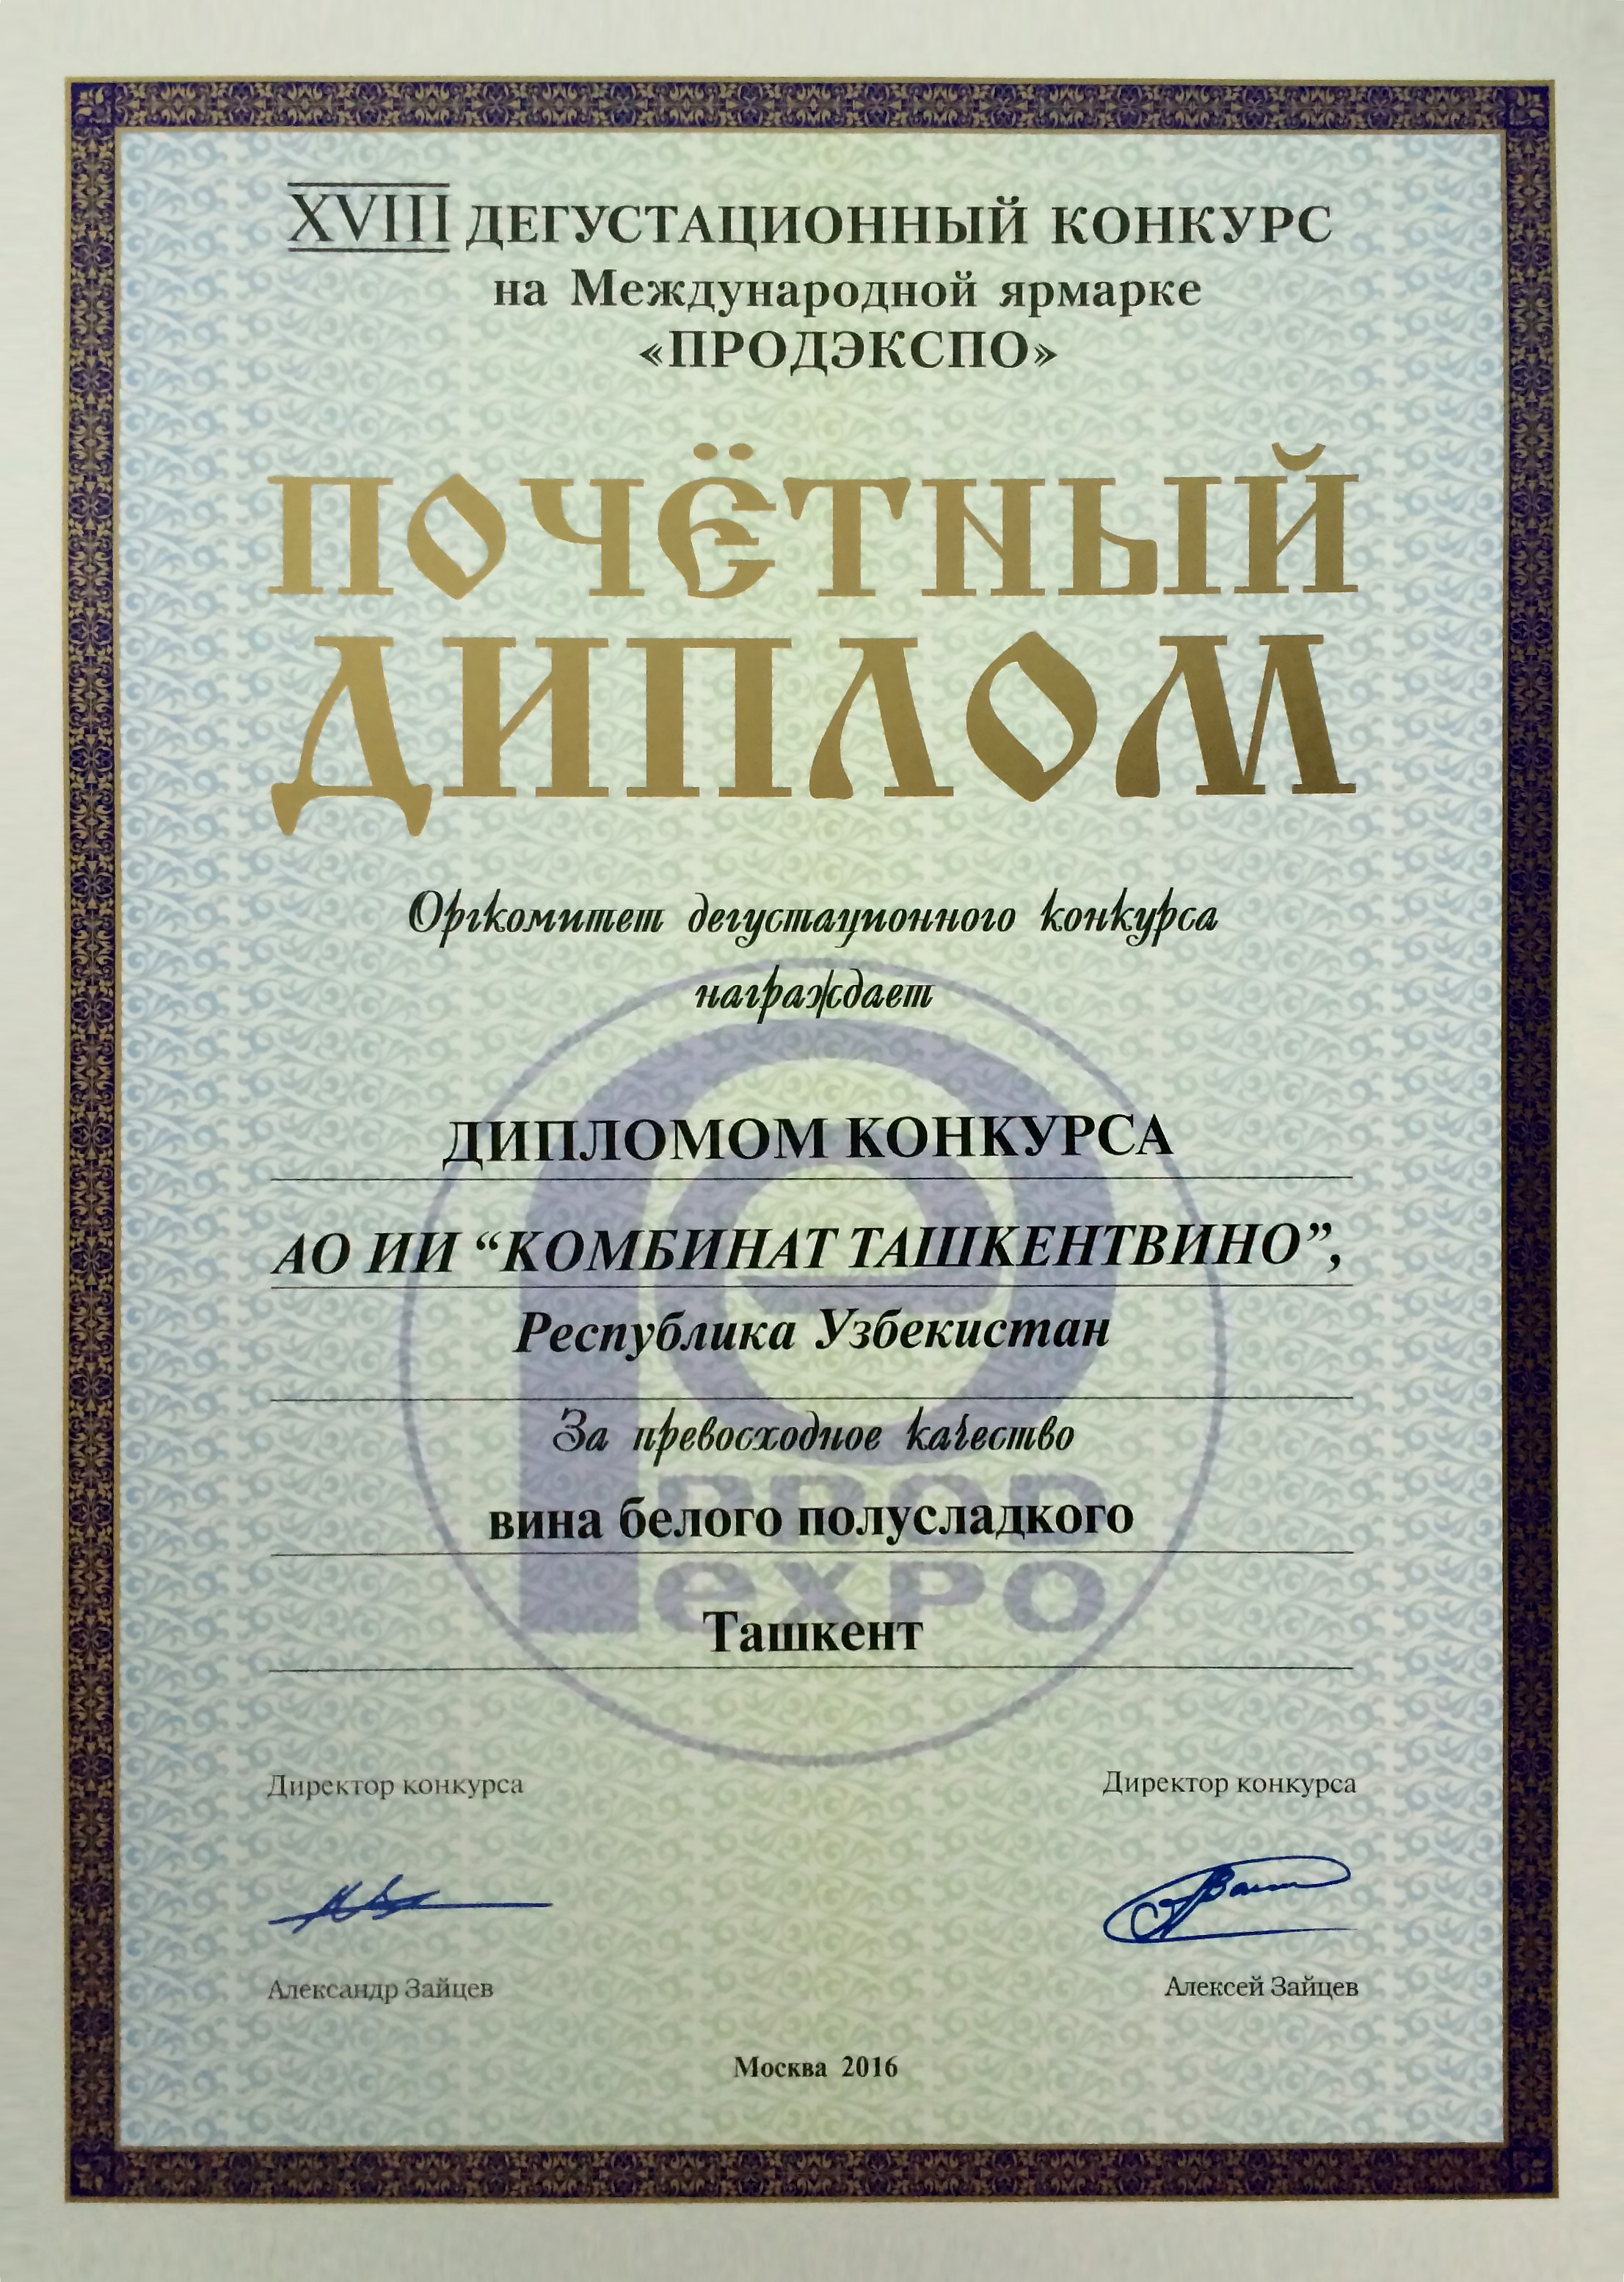 XVIII ДЕГУСТАЦИОННЫЙ КОНКУРС
на Международной ярмарке
«ПРОДЭКСПО»
ПОЧЁТНЫЙ
ДИПЛОМ
Оргкомитет дегустационного конкурса
награждает
ДИПЛОМОМ КОНКУРСА
АО ИИ “КОМБИНАТ ТАШКЕНТВИНО”,
Республика Узбекистан
За превосходное качество
PROD
вина белого полусладкого
expo
Ташкент
Директор конкурса Директор конкурса
Александр Зайцев Алексей Зайцев
Москва 2016